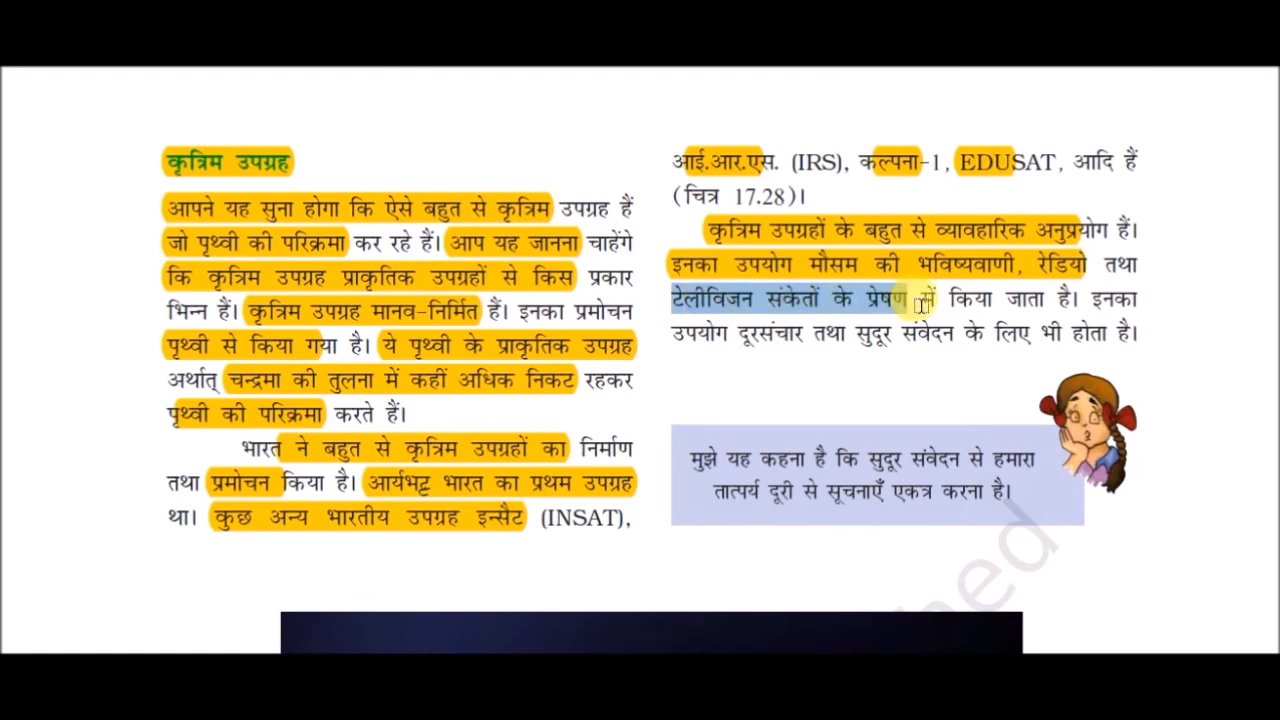 कृत्रिम उपग्रह
आपने यह सुना होगा कि ऐसे बहुत से कृत्रिम उपग्रह हैं
जो पृथ्वी की परिक्रमा कर रहे हैं। आप यह जानना चाहेंगे
कि कृत्रिम उपग्रह प्राकृतिक उपग्रहों से किस प्रकार
भिन्न हैं। कृत्रिम उपग्रह मानव-निर्मित हैं। इनका प्रमोचन
पृथ्वी से किया गया है। ये पृथ्वी के प्राकृतिक उपग्रह
अर्थात् चन्द्रमा की तुलना में कहीं अधिक निकट रहकर
पृथ्वी की परिक्रमा करते हैं।
भारत ने बहुत से कृत्रिम उपग्रहों का निर्माण
तथा प्रमोचन किया है। आर्यभट्ट भारत का प्रथम उपग्रह
था। कुछ अन्य भारतीय उपग्रह इन्सैट (INSAT),
आई.आर.एस. (IRS), कल्पना-1, EDUSAT, आदि हैं
(चित्र 17.28)।
कृत्रिम उपग्रहों के बहुत से व्यावहारिक अनुप्रयोग हैं।
इनका उपयोग मौसम की भविष्यवाणी, रेडियो तथा
टेलीविजन संकेतों के प्रेषण में किया जाता है। इनका
उपयोग दूरसंचार तथा सुदूर संवेदन के लिए भी होता है।
मुझे यह कहना है कि सुदूर संवेदन से हमारा
तात्पर्य दूरी से सूचनाएँ एकत्र करना है।